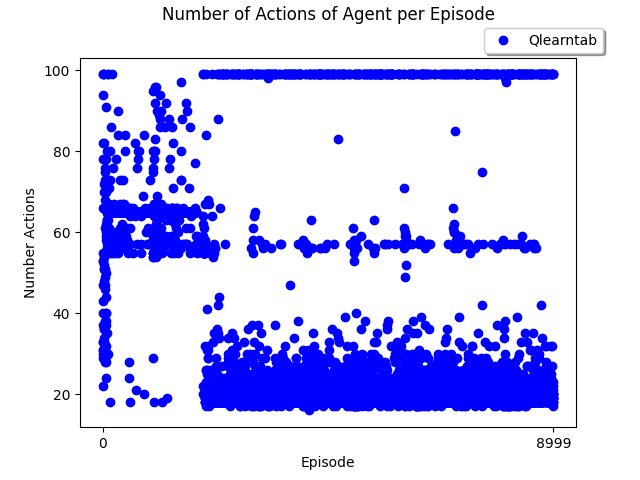 Number of Actions of Agent per Episode
Qlearntab
100
80
60
40
20
Number Actions
0
8999
Episode